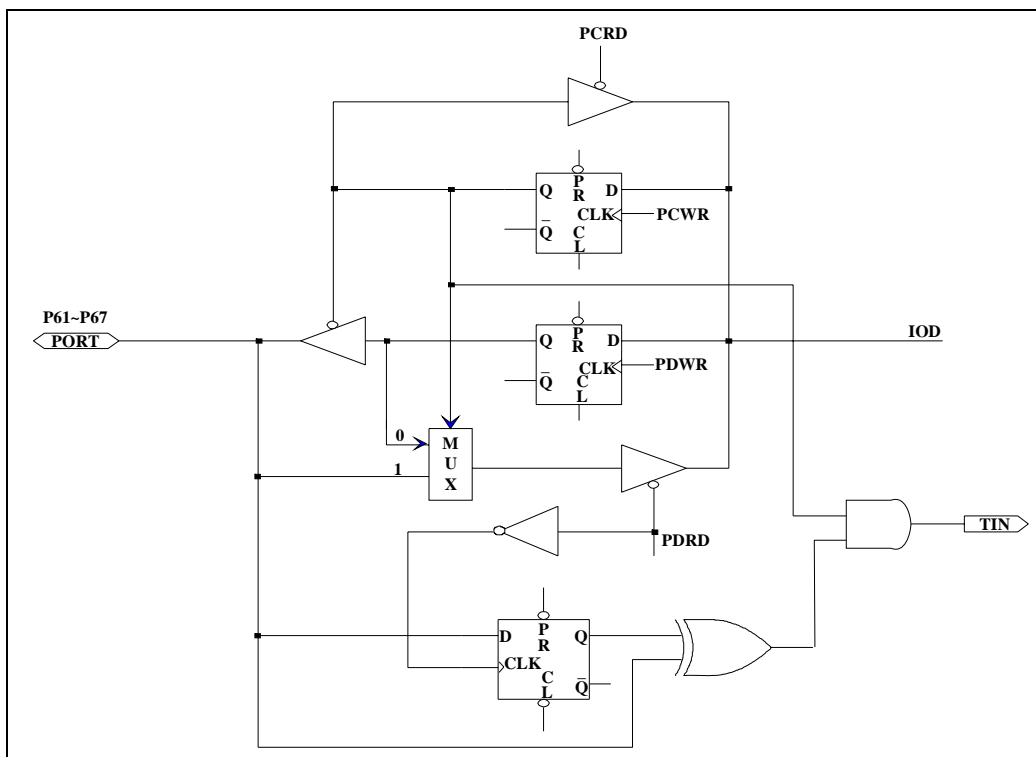 PCRD
Q
P
R
D
CLK
PCWR
Q̅
C
L
P61~P67
PORT
Q
P
R
D
IOD
CLK
PDWR
Q̅
C
L
0
M
U
X
1
TIN
PDRD
D
P
R
Q
CLK
C
L
Q̅